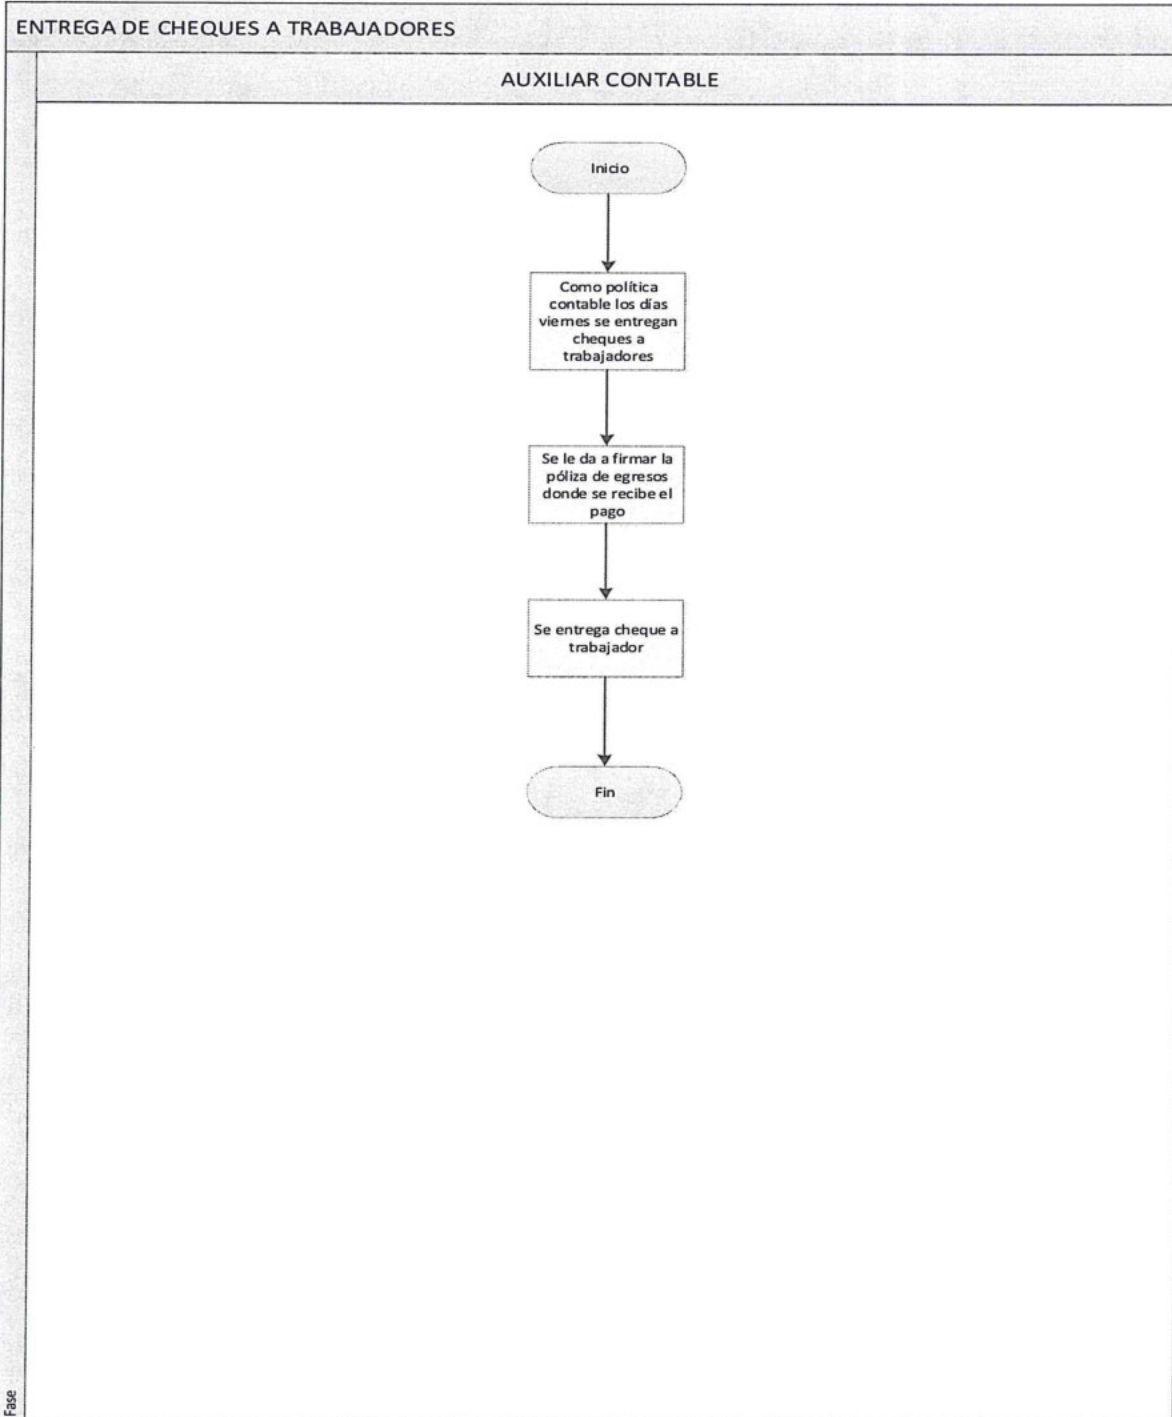 ENTREGA DE CHEQUES A TRABAJADORES
AUXILIAR CONTABLE
Inicio
Como política
contable los días
viernes se entregan
cheques a
trabajadores
Se le da a firmar la
póliza de egresos
donde se recibe el
pago
Se entrega cheque a
trabajador
Fin
Fase